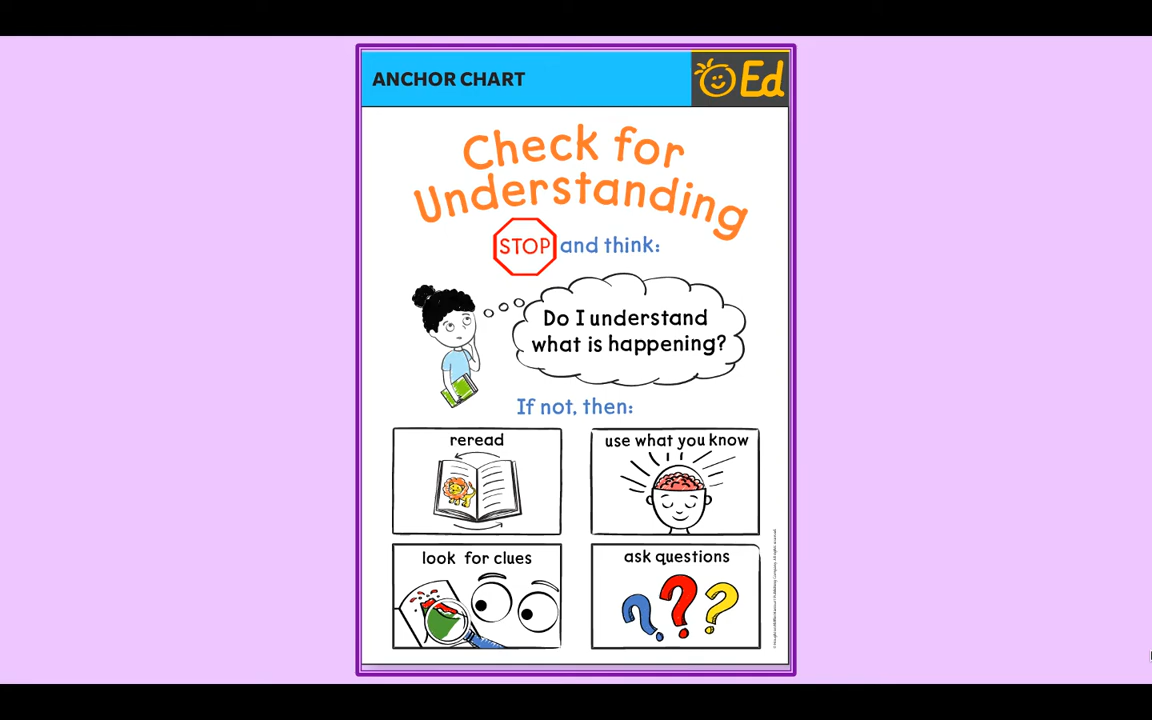 ANCHOR CHART
Ed
Check for
Understanding
STOP and think:
Do I understand
what is happening?
If not, then:
reread
use what you know
look for clues
ask questions